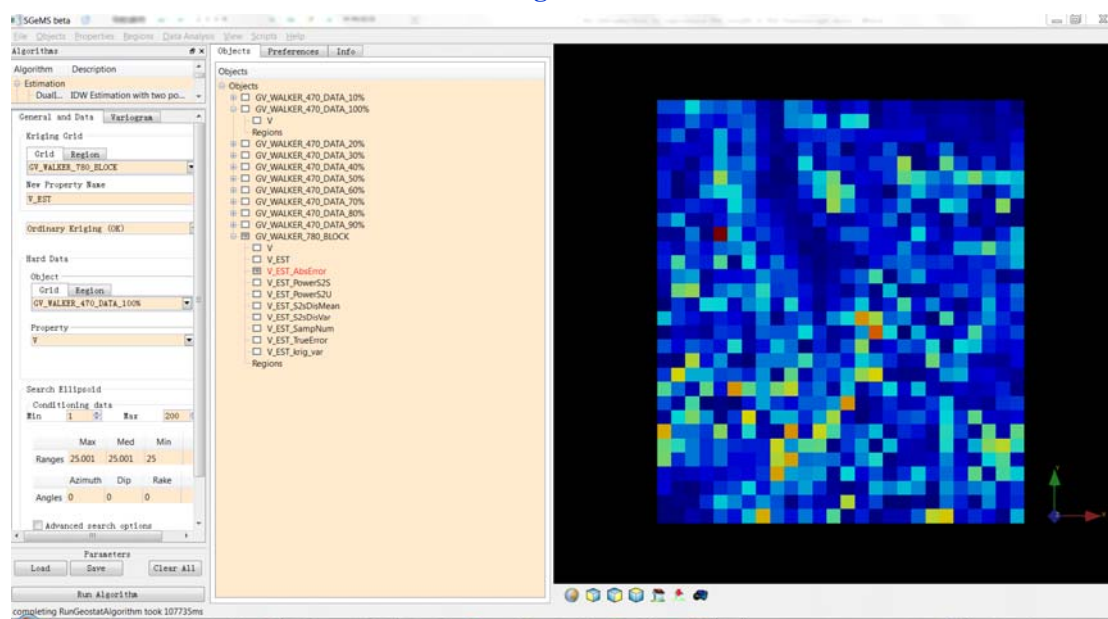 SGeMS beta
File Objects Properties Regions Data Analysis View Scripts Help
Algorithms
Algorithm Description
Estimation
DualI... IDW Estimation with two po...
General and Data Variogram
Kriging Grid
Grid Region
GV_WALKER_780_BLOCK
New Property Name
V_EST
Ordinary Kriging (OK)
Hard Data
Object
Grid Region
GV_WALKER_470_DATA_100%
Property
V
Search Ellipsoid
Conditioning data
Min 1 Max 200
Max Med Min
Ranges 25.001 25.001 25
Azimuth Dip Rake
Angles 0 0 0
Advanced search options
Parameters
Load Save Clear All
Run Algorithm
completing RunGeostatAlgorithm took 107735ms
Objects Preferences Info
Objects
Objects
GV_WALKER_470_DATA_10%
GV_WALKER_470_DATA_100%
V
Regions
GV_WALKER_470_DATA_20%
GV_WALKER_470_DATA_30%
GV_WALKER_470_DATA_40%
GV_WALKER_470_DATA_50%
GV_WALKER_470_DATA_60%
GV_WALKER_470_DATA_70%
GV_WALKER_470_DATA_80%
GV_WALKER_470_DATA_90%
GV_WALKER_780_BLOCK
V
V_EST
V_EST_AbsError
V_EST_PowerS2S
V_EST_PowerS2U
V_EST_S2sDisMean
V_EST_S2sDisVar
V_EST_SampNum
V_EST_TrueError
V_EST_krig_var
Regions